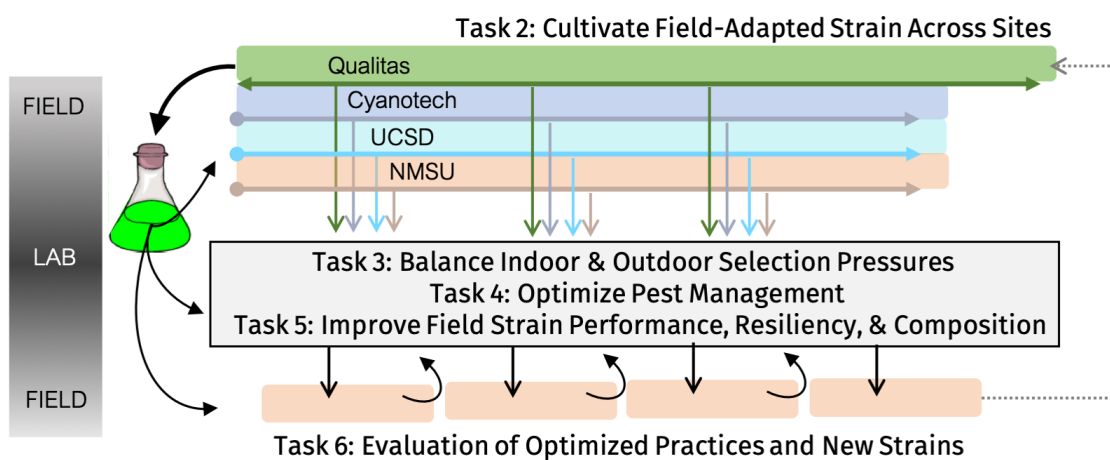 Task 2: Cultivate Field-Adapted Strain Across Sites
Qualitas
FIELD
Cyanotech
UCSD
NMSU
LAB
Task 3: Balance Indoor & Outdoor Selection Pressures
Task 4: Optimize Pest Management
Task 5: Improve Field Strain Performance, Resiliency, & Composition
FIELD
Task 6: Evaluation of Optimized Practices and New Strains